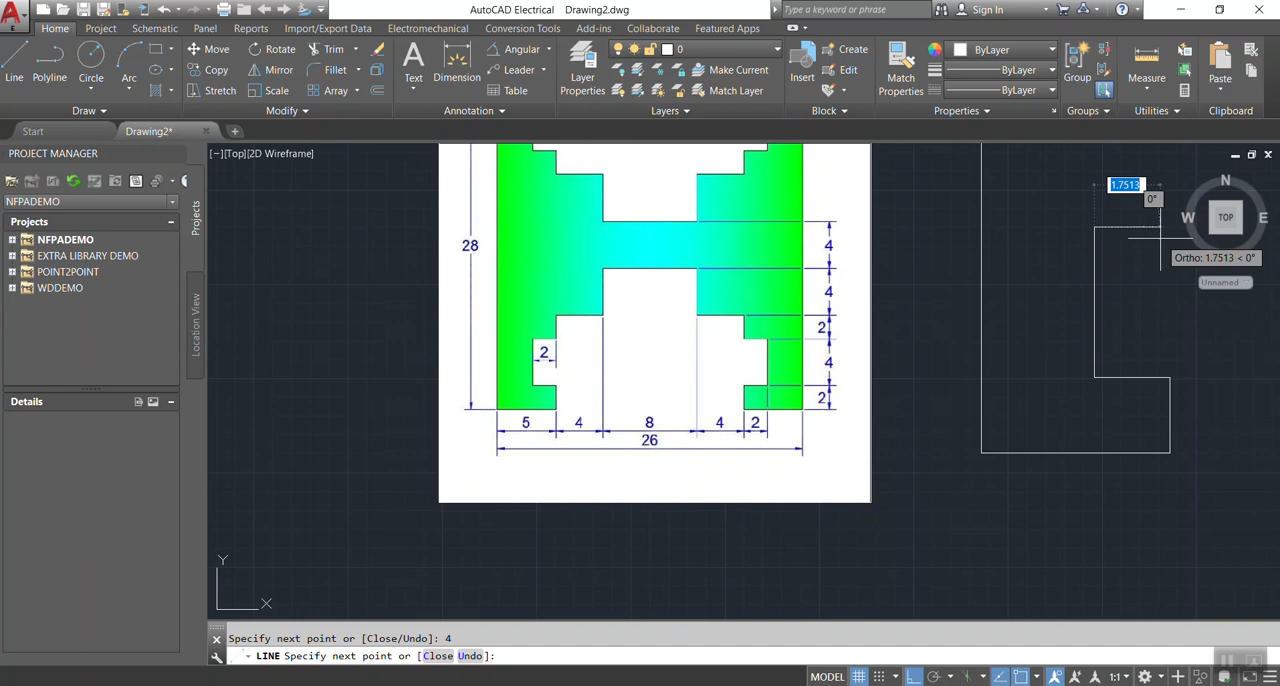 AutoCAD Electrical Drawing2.dwg
Type a keyword or phrase
Sign In
Home Project Schematic Panel Reports Import/Export Data Electromechanical Conversion Tools Add-ins Collaborate Featured Apps
Line Polyline Circle Arc
Move Rotate Trim
Copy Mirror Fillet
Stretch Scale Array
Text Dimension
Angular
Leader
Table
Layer Properties
0
Make Current
Match Layer
Insert
Create
Edit
Match Properties
ByLayer
ByLayer
ByLayer
Group
Measure
Paste
Draw Modify Annotation Layers Block Properties Groups Utilities Clipboard
Start Drawing2*
PROJECT MANAGER
NFPADEMO
Projects
NFPADEMO
EXTRA LIBRARY DEMO
POINT2POINT
WDDEMO
Details
Projects
Location View
[−][Top][2D Wireframe]
28
4
4
2
2
4
2
5 4 8 4 2
26
1.7513
0°
Ortho: 1.7513 < 0°
N
W TOP E
Unnamed
Y
X
Specify next point or [Close/Undo]: 4
LINE Specify next point or [Close Undo]:
MODEL 1:1